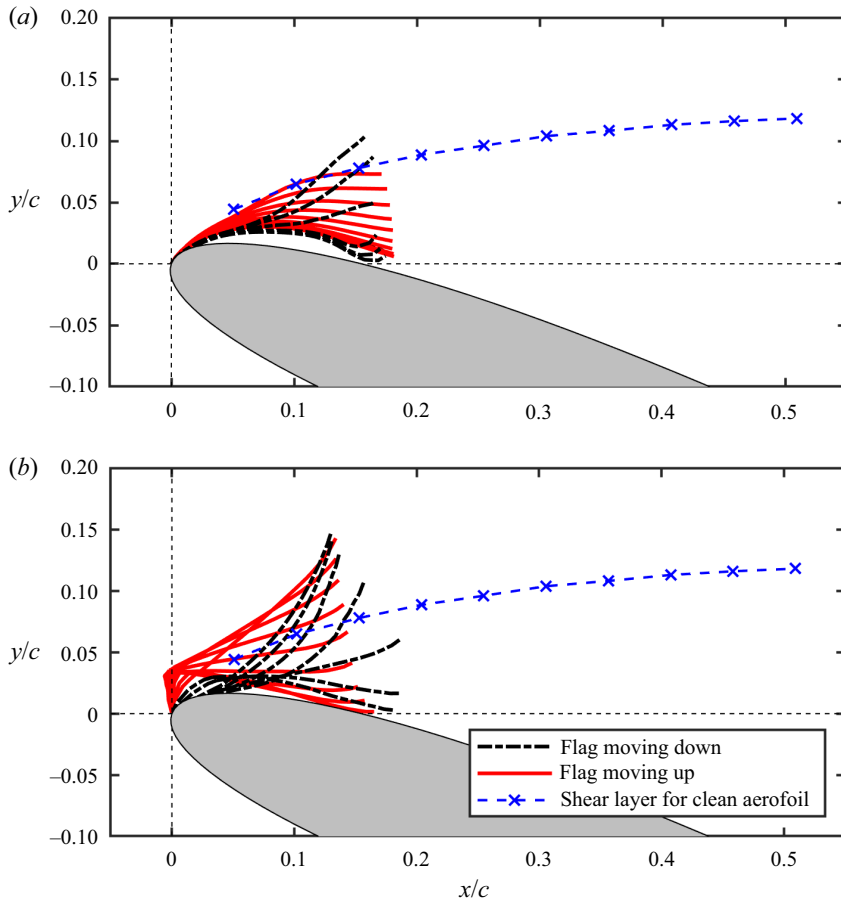 (a)
0.20
0.15
0.10
y/c
0.05
0
–0.05
–0.10
0 0.1 0.2 0.3 0.4 0.5
(b)
0.20
0.15
0.10
y/c
0.05
0
–0.05
–0.10
Flag moving down
Flag moving up
Shear layer for clean aerofoil
0 0.1 0.2 0.3 0.4 0.5
x/c